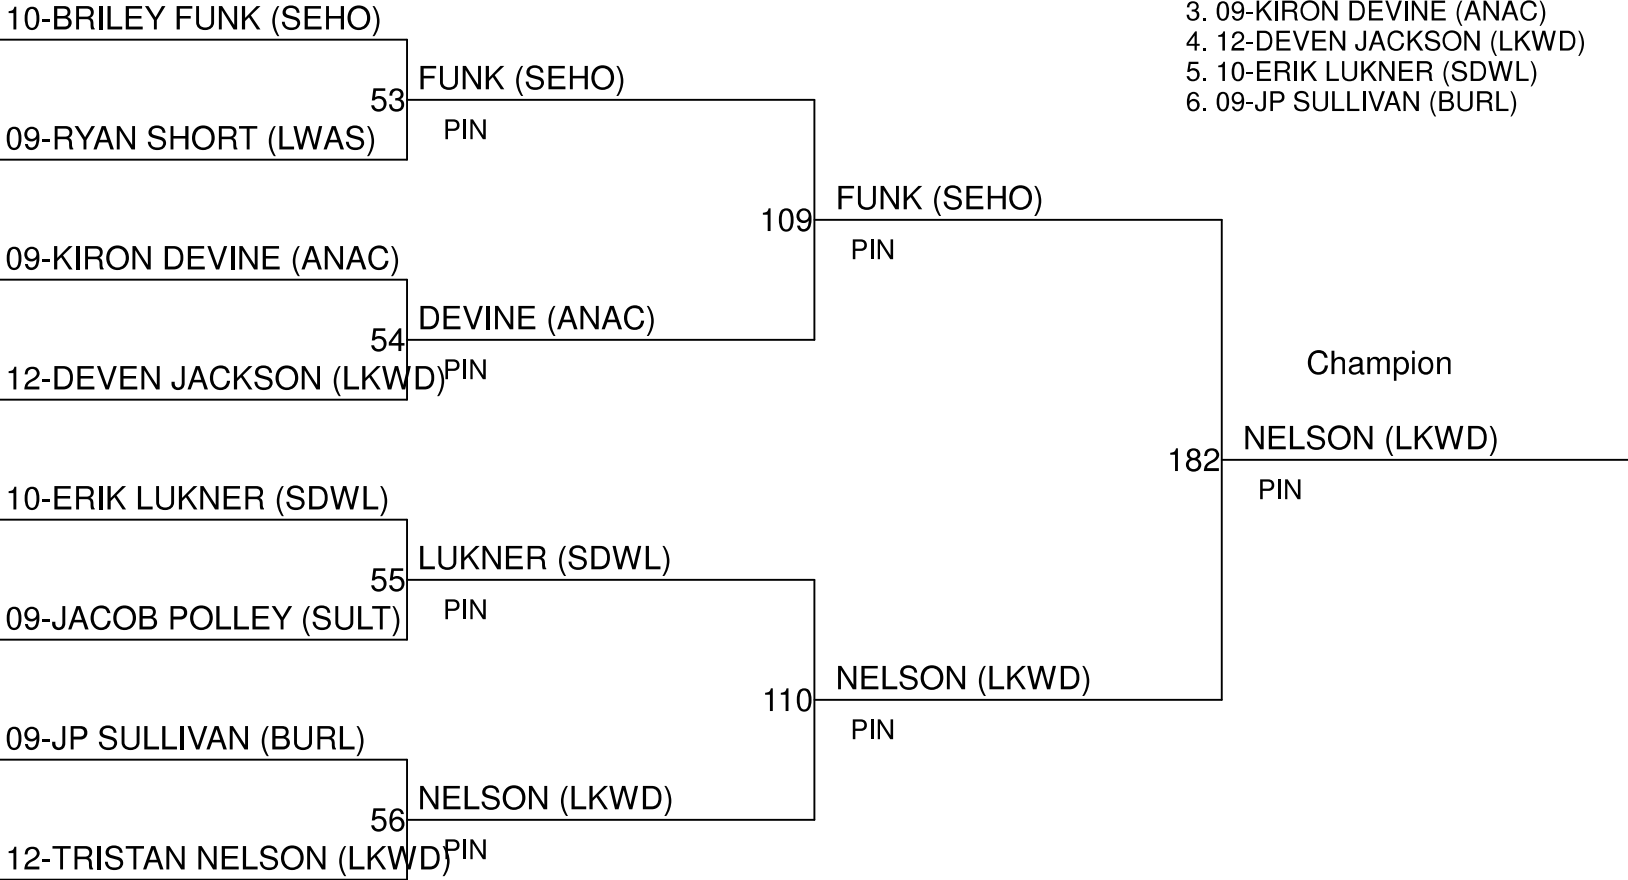 10-BRILEY FUNK (SEHO)
3. 09-KIRON DEVINE (ANAC)
4. 12-DEVEN JACKSON (LKWD)
5. 10-ERIK LUKNER (SDWL)
6. 09-JP SULLIVAN (BURL)
53
FUNK (SEHO)
PIN
09-RYAN SHORT (LWAS)
109
FUNK (SEHO)
PIN
09-KIRON DEVINE (ANAC)
54
DEVINE (ANAC)
PIN
12-DEVEN JACKSON (LKWD)
Champion
182
NELSON (LKWD)
PIN
10-ERIK LUKNER (SDWL)
55
LUKNER (SDWL)
PIN
09-JACOB POLLEY (SULT)
110
NELSON (LKWD)
PIN
09-JP SULLIVAN (BURL)
56
NELSON (LKWD)
PIN
12-TRISTAN NELSON (LKWD)